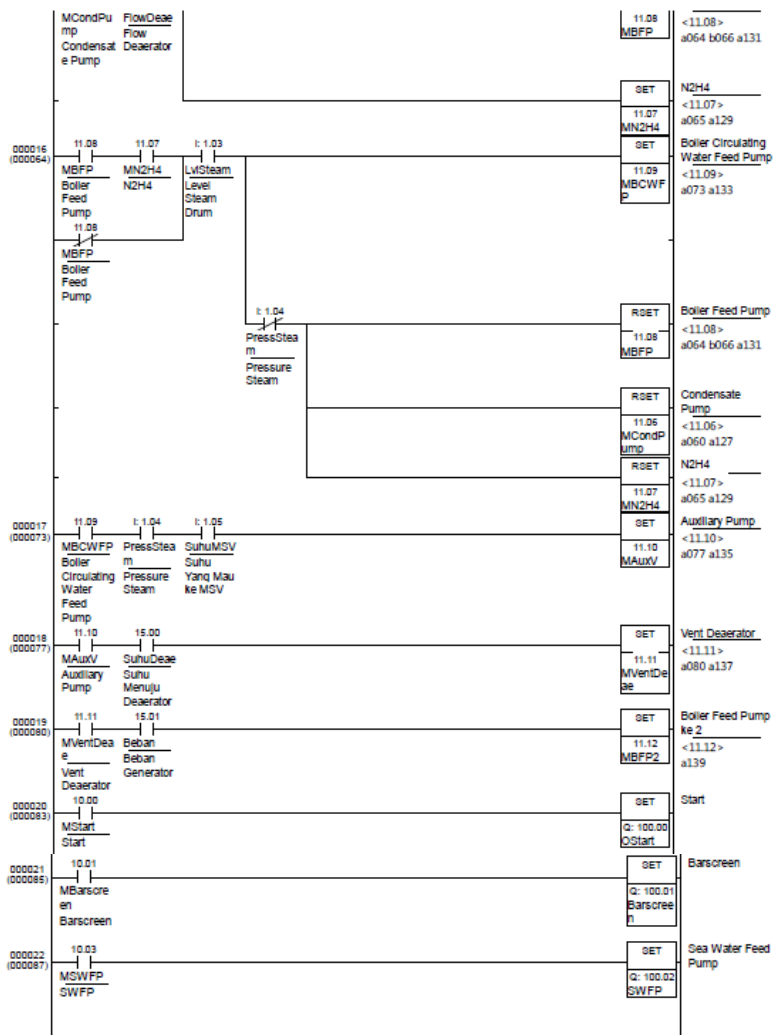 MCondPu
mp
Condensat
e Pump
FlowDeae
Flow
Deaerator
11.08
MBFP
<11.08>
a064 b066 a131
SET
11.07
MN2H4
N2H4
<11.07>
a065 a129
000016
(000064)
11.08
MBFP
Boiler
Feed
Pump
11.07
MN2H4
N2H4
I: 1.03
LvlSteam
Level
Steam
Drum
SET
11.09
MBCWF
P
Boiler Circulating
Water Feed Pump
<11.09>
a073 a133
11.08
MBFP
Boiler
Feed
Pump
I: 1.04
PressStea
m
Pressure
Steam
RSET
11.08
MBFP
Boiler Feed Pump
<11.08>
a064 b066 a131
RSET
11.06
MCondP
ump
Condensate
Pump
<11.06>
a060 a127
RSET
11.07
MN2H4
N2H4
<11.07>
a065 a129
000017
(000073)
11.09
MBCWFP
Boiler
Circulating
Water
Feed
Pump
I: 1.04
PressStea
m
Pressure
Steam
I: 1.05
SuhuMSV
Suhu
Yang Mau
ke MSV
SET
11.10
MAuxV
Auxiliary Pump
<11.10>
a077 a135
000018
(000077)
11.10
MAuxV
Auxiliary
Pump
15.00
SuhuDeae
Suhu
Menuju
Deaerator
SET
11.11
MVentDe
ae
Vent Deaerator
<11.11>
a080 a137
000019
(000080)
11.11
MVentDea
e
Vent
Deaerator
15.01
Beban
Beban
Generator
SET
11.12
MBFP2
Boiler Feed Pump
ke 2
<11.12>
a139
000020
(000083)
10.00
MStart
Start
SET
Q: 100.00
OStart
Start
000021
(000085)
10.01
MBarscre
en
Barscreen
SET
Q: 100.01
Barscree
n
Barscreen
000022
(000087)
10.03
MSWFP
SWFP
SET
Q: 100.02
SWFP
Sea Water Feed
Pump